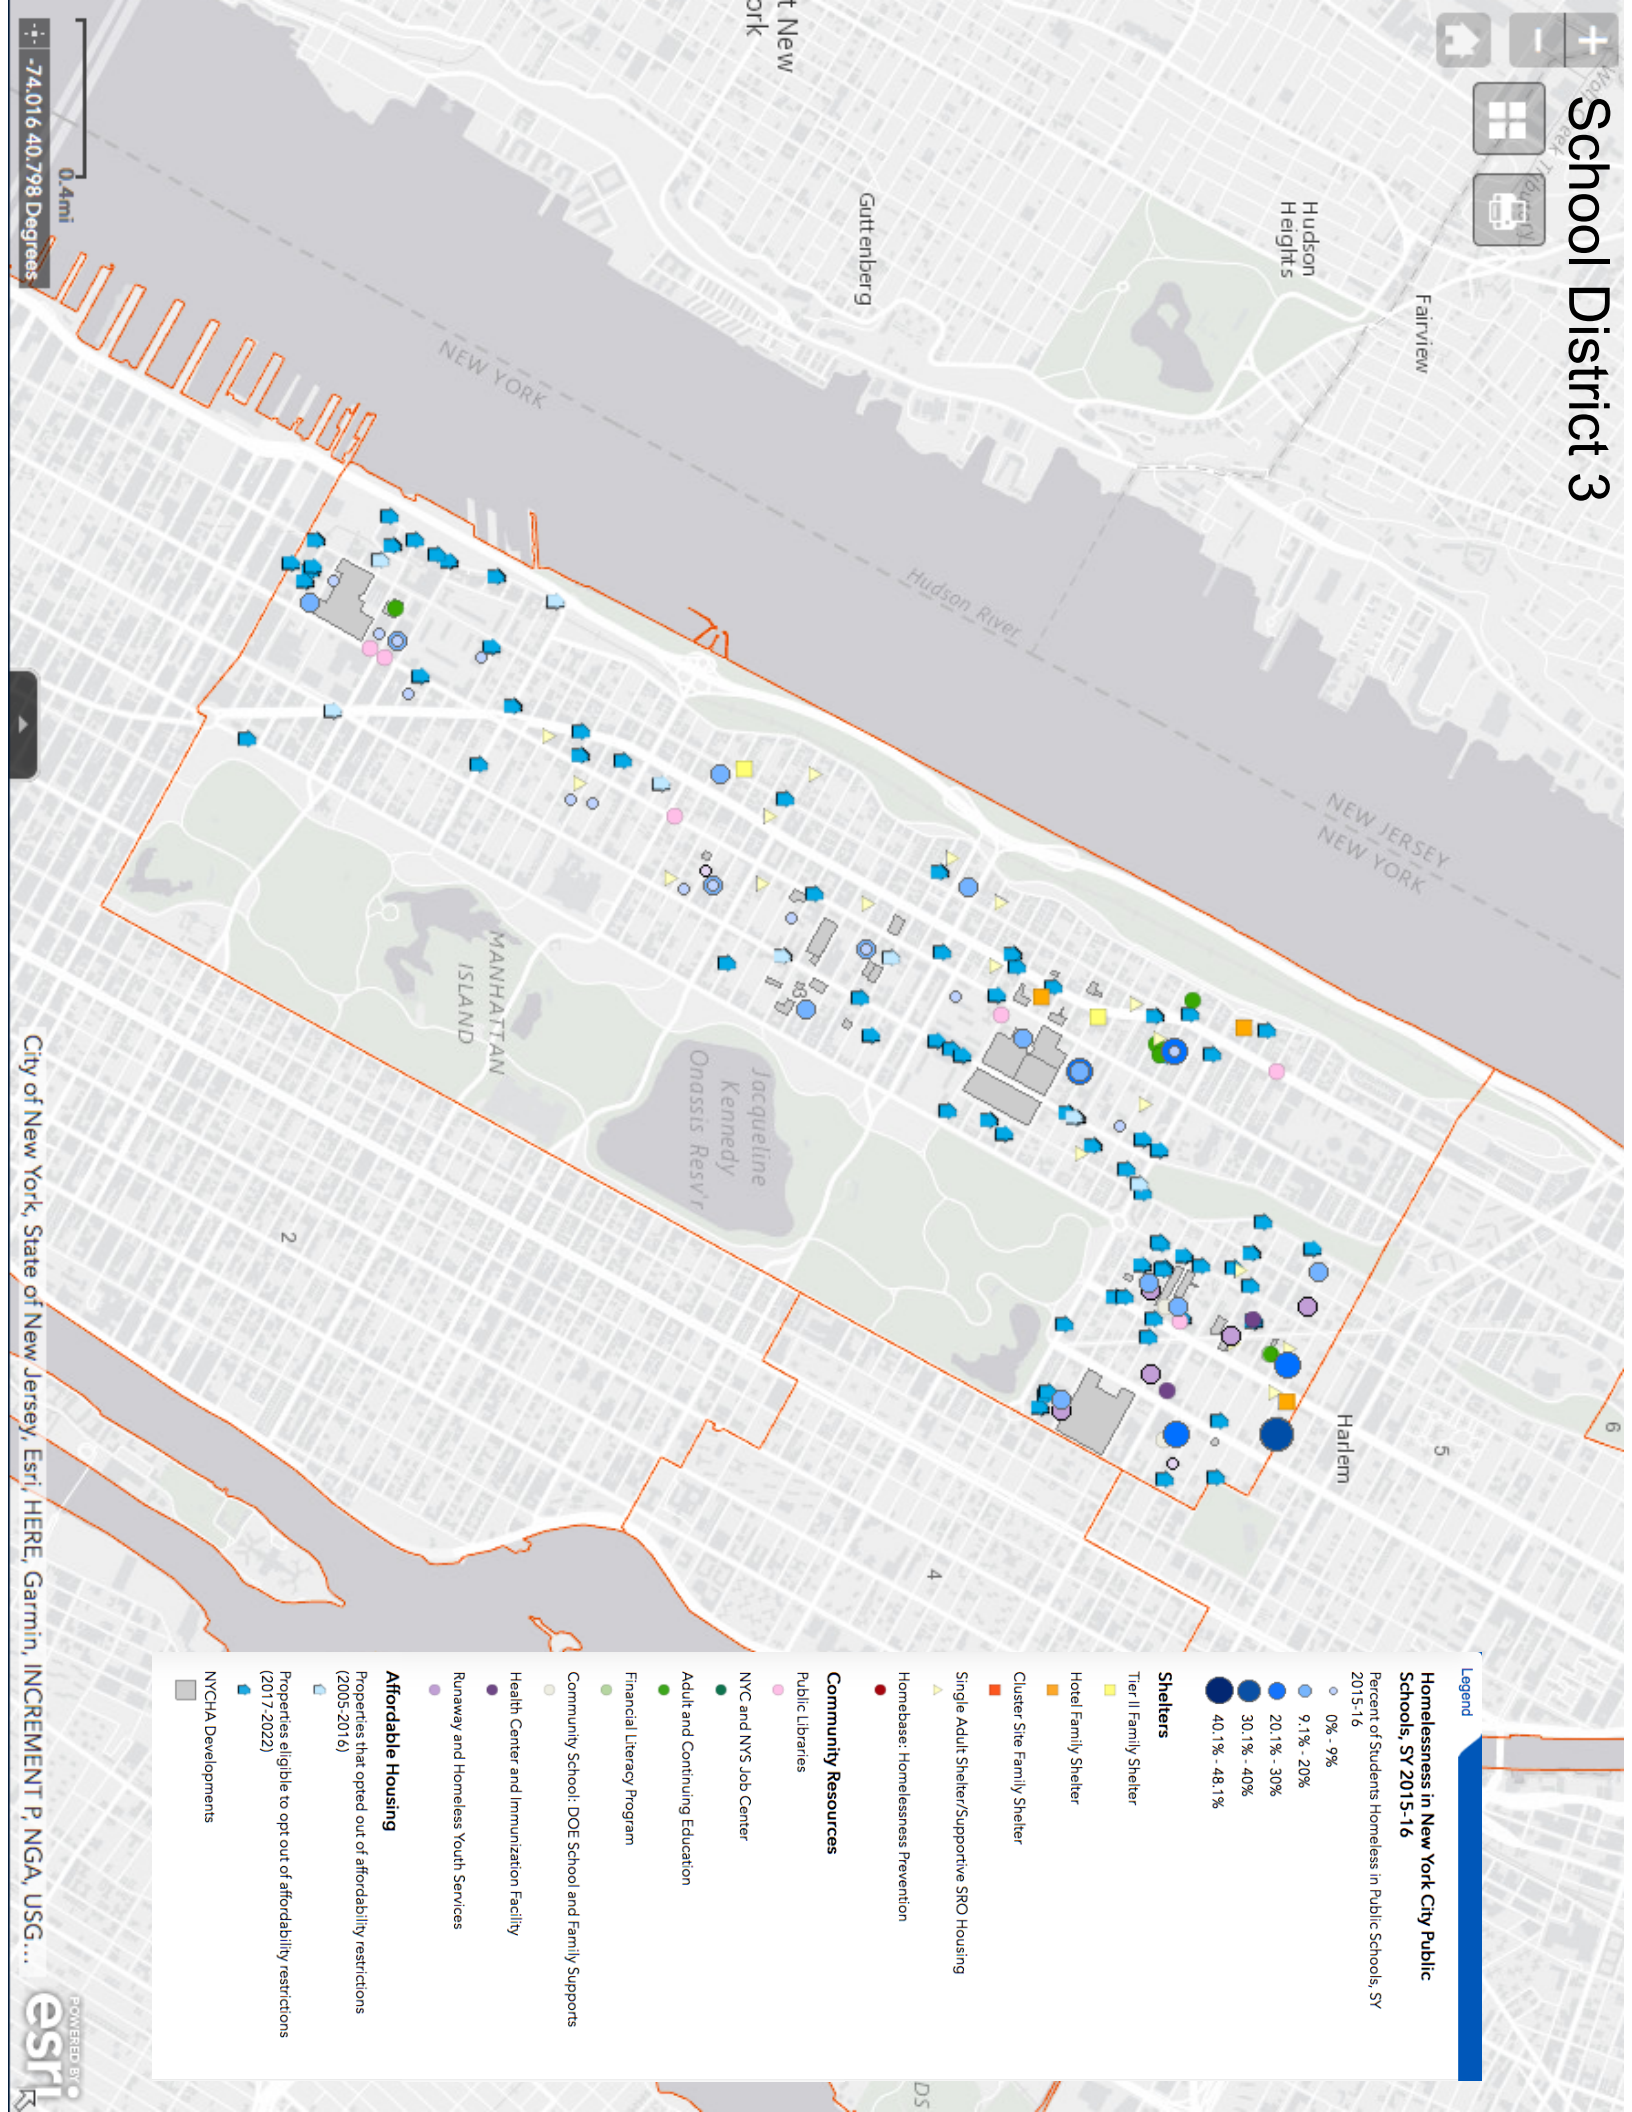 School District 3
Wolf Creek Tributary
Fairview
Hudson
Heights
Guttenberg
t New
ork
NEW YORK
Hudson River
NEW JERSEY
NEW YORK
MANHATTAN
ISLAND
Jacqueline
Kennedy
Onassis Resv'r
Harlem
6
5
4
3
2
DS
0.4mi
-74.016 40.798 Degrees
Legend
Homelessness in New York City Public
Schools, SY 2015-16
Percent of Students Homeless in Public Schools, SY
2015-16
0% - 9%
9.1% - 20%
20.1% - 30%
30.1% - 40%
40.1% - 48.1%
Shelters
Tier II Family Shelter
Hotel Family Shelter
Cluster Site Family Shelter
Single Adult Shelter/Supportive SRO Housing
Homebase: Homelessness Prevention
Community Resources
Public Libraries
NYC and NYS Job Center
Adult and Continuing Education
Financial Literacy Program
Community School: DOE School and Family Supports
Health Center and Immunization Facility
Runaway and Homeless Youth Services
Affordable Housing
Properties that opted out of affordability restrictions
(2005-2016)
Properties eligible to opt out of affordability restrictions
(2017-2022)
NYCHA Developments
City of New York, State of New Jersey, Esri, HERE, Garmin, INCREMENT P, NGA, USG...
POWERED BY
esri